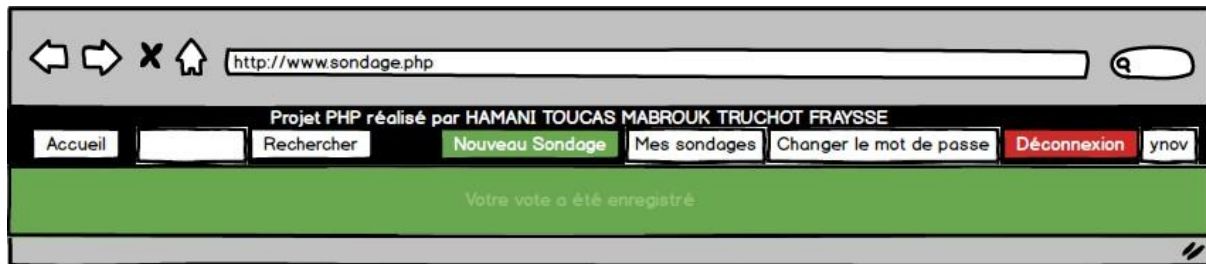 http://www.sondage.php
Projet PHP réalisé par HAMANI TOUCAS MABROUK TRUCHOT FRAYSSE
Accueil Rechercher Nouveau Sondage Mes sondages Changer le mot de passe Déconnexion ynov
Votre vote a été enregistré